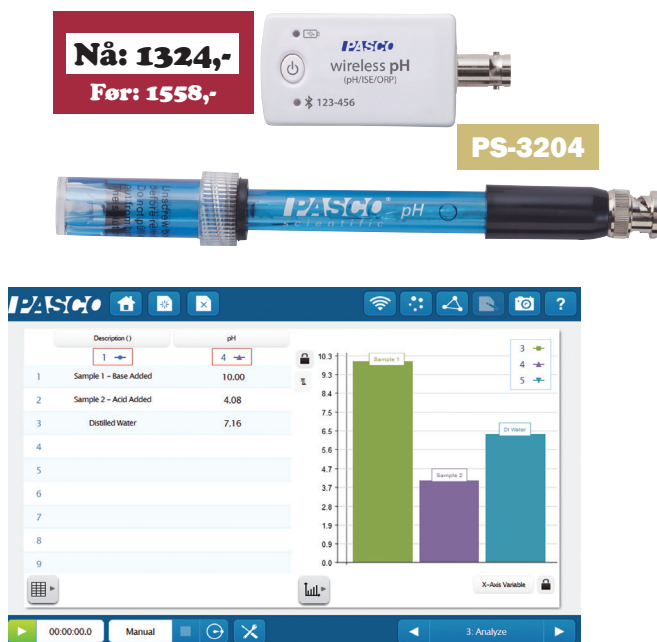 Nå: 1324,-
Før: 1558,-
PASCO
wireless pH
(pH/ISE/ORP)
123-456
PS-3204
PASCO
scientific
pH
PASCO
?
Description ()
pH
1
4
1 Sample 1 – Base Added 10.00
2 Sample 2 – Acid Added 4.08
3 Distilled Water 7.16
4
5
6
7
8
9
10.3
9.3
8.4
7.5
6.5
5.6
4.7
3.7
2.8
1.9
0.9
0.0
pH
Sample 1
Sample 2
DI Water
3
4
5
X-Axis Variable
00:00:00.0
Manual
3: Analyze